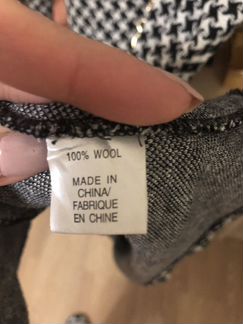 100% WOOL
MADE IN
CHINA/
FABRIQUE
EN CHINE